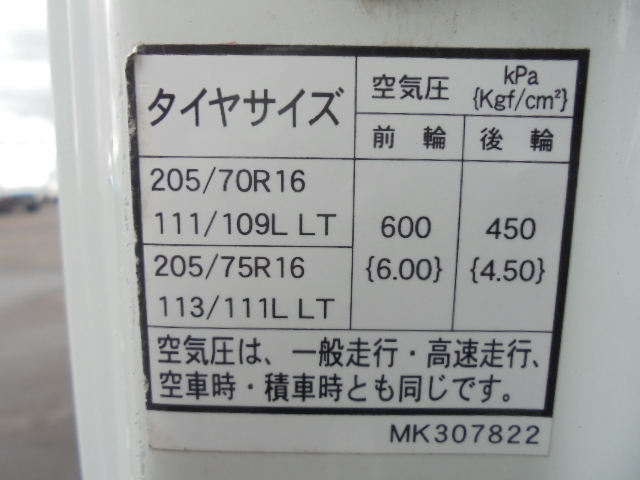 タイヤサイズ
空気圧 kPa
{Kgf/cm²}
前輪 後輪
205/70R16
111/109L LT
600 450
{6.00} {4.50}
205/75R16
113/111L LT
空気圧は、一般走行・高速走行、
空車時・積車時とも同じです。
MK307822